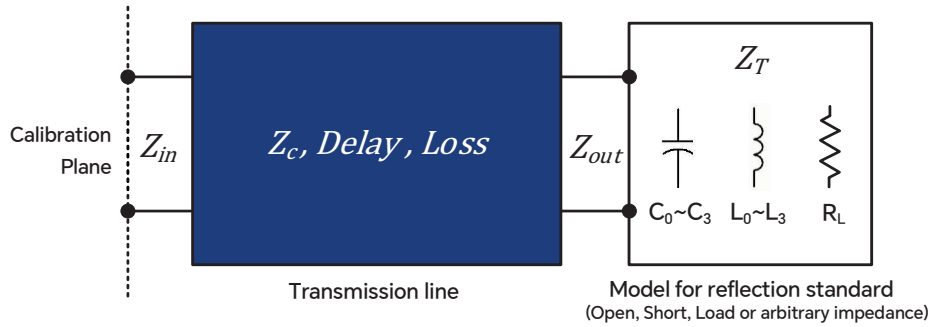 Calibration
Plane
Z_in
Z_c, Delay, Loss
Z_out
Z_T
C₀~C₃
L₀~L₃
R_L
Transmission line
Model for reflection standard
(Open, Short, Load or arbitrary impedance)